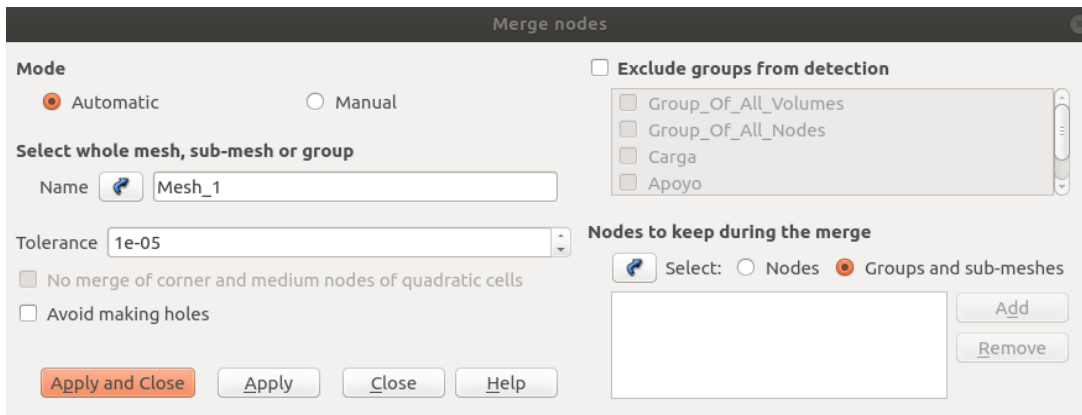 Merge nodes
Mode
Automatic Manual
Select whole mesh, sub-mesh or group
Name Mesh_1
Tolerance 1e-05
No merge of corner and medium nodes of quadratic cells
Avoid making holes
Apply and Close Apply Close Help
Exclude groups from detection
Group_Of_All_Volumes
Group_Of_All_Nodes
Carga
Apoyo
Nodes to keep during the merge
Select: Nodes Groups and sub-meshes
Add
Remove